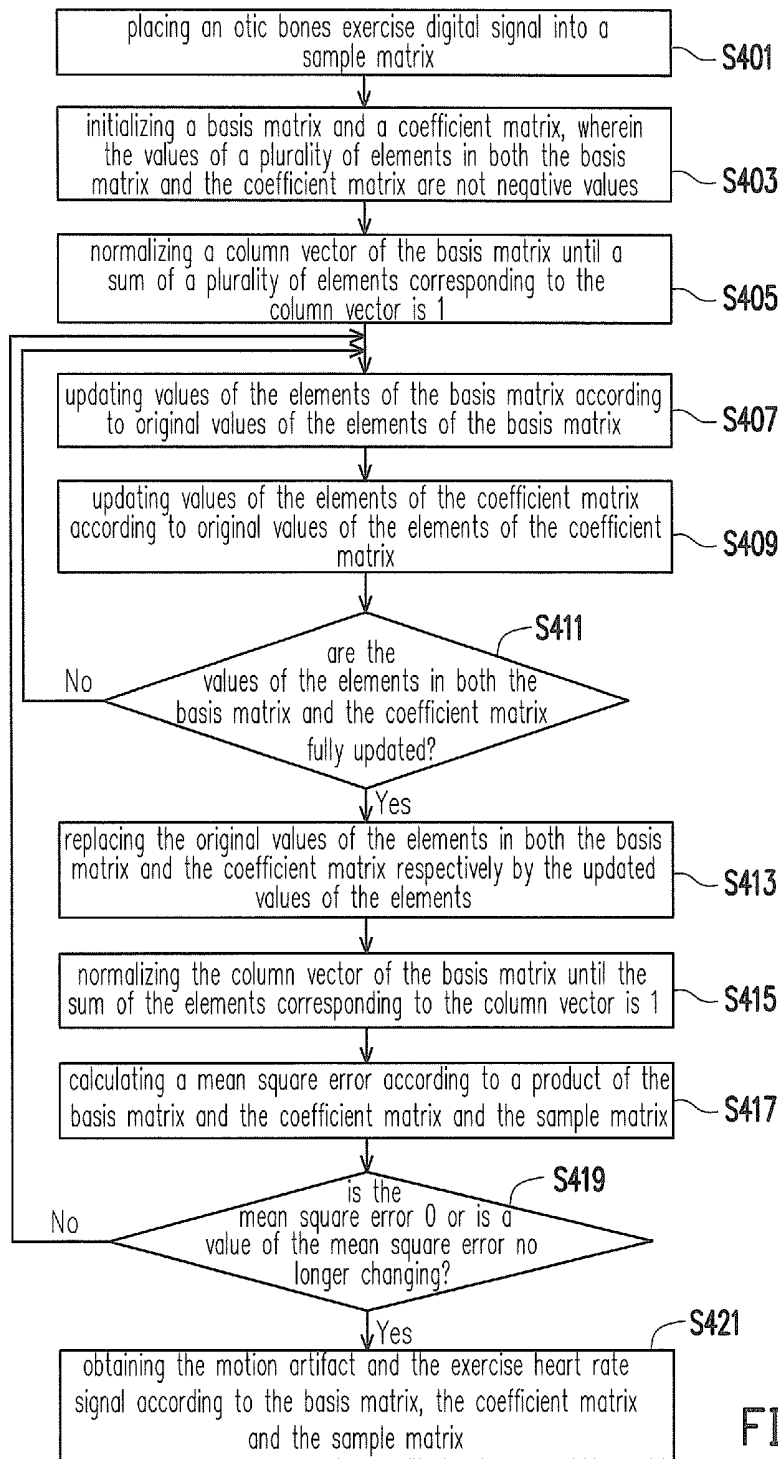 placing an otic bones exercise digital signal into a
sample matrix
S401
initializing a basis matrix and a coefficient matrix, wherein
the values of a plurality of elements in both the basis
matrix and the coefficient matrix are not negative values
S403
normalizing a column vector of the basis matrix until a
sum of a plurality of elements corresponding to the
column vector is 1
S405
updating values of the elements of the basis matrix according
to original values of the elements of the basis matrix
S407
updating values of the elements of the coefficient matrix
according to original values of the elements of the coefficient
matrix
S409
S411
are the
values of the elements in both the
basis matrix and the coefficient matrix
fully updated?
No
Yes
replacing the original values of the elements in both the basis
matrix and the coefficient matrix respectively by the updated
values of the elements
S413
normalizing the column vector of the basis matrix until the
sum of the elements corresponding to the column vector is 1
S415
calculating a mean square error according to a product of the
basis matrix and the coefficient matrix and the sample matrix
S417
S419
is the
mean square error 0 or is a
value of the mean square error no
longer changing?
No
Yes
S421
obtaining the motion artifact and the exercise heart rate
signal according to the basis matrix, the coefficient matrix
and the sample matrix
FI